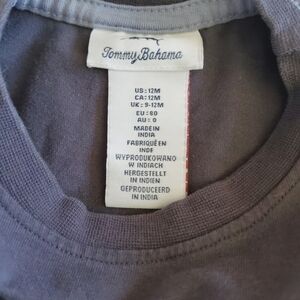 Tommy Bahama
US: 12M
CA: 12M
UK: 9-12M
EU: 80
AU: 0
MADE IN
INDIA
FABRIQUÉ EN
INDE
WYPRODUKOWANO
W INDIACH
HERGESTELLT
IN INDIEN
GEPRODUCEERD
IN INDIA